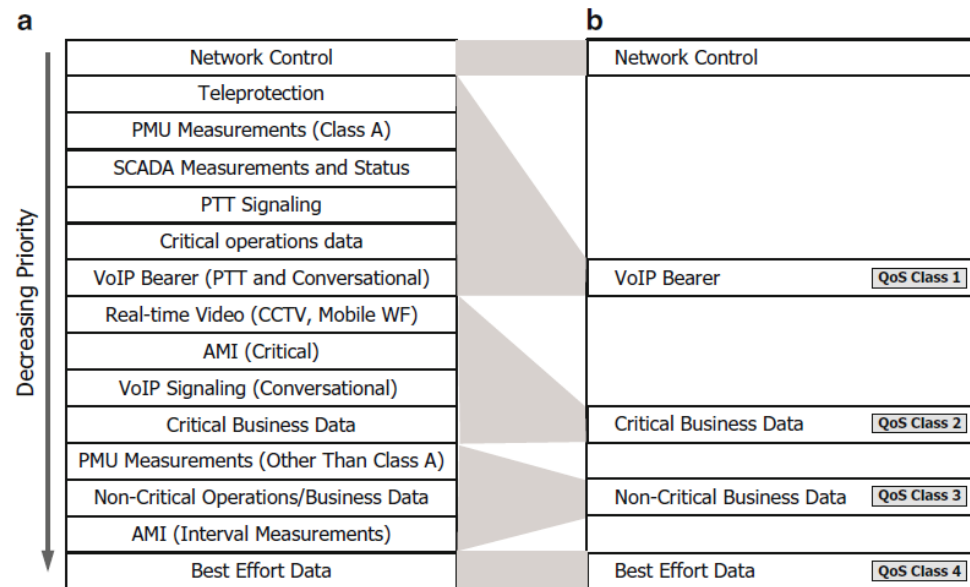 a
b
Network Control
Network Control
Teleprotection
PMU Measurements (Class A)
SCADA Measurements and Status
PTT Signaling
Critical operations data
VoIP Bearer (PTT and Conversational)
VoIP Bearer
QoS Class 1
Real-time Video (CCTV, Mobile WF)
AMI (Critical)
VoIP Signaling (Conversational)
Critical Business Data
Critical Business Data
QoS Class 2
PMU Measurements (Other Than Class A)
Non-Critical Operations/Business Data
Non-Critical Business Data
QoS Class 3
AMI (Interval Measurements)
Best Effort Data
Best Effort Data
QoS Class 4
Decreasing Priority